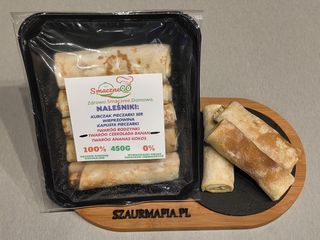 SmaczneGO
Zdrowo.Smacznie.Domowo.
NALEŚNIKI:
KURCZAK PIECZARKI SER
WIEPRZOWINA
KAPUSTA PIECZARKI
TWARÓG RODZYNKI
TWARÓG CZEKOLADA BANAN
TWARÓG ANANAS KOKOS
100% 450G 0%
SZAURMAFIA.PL